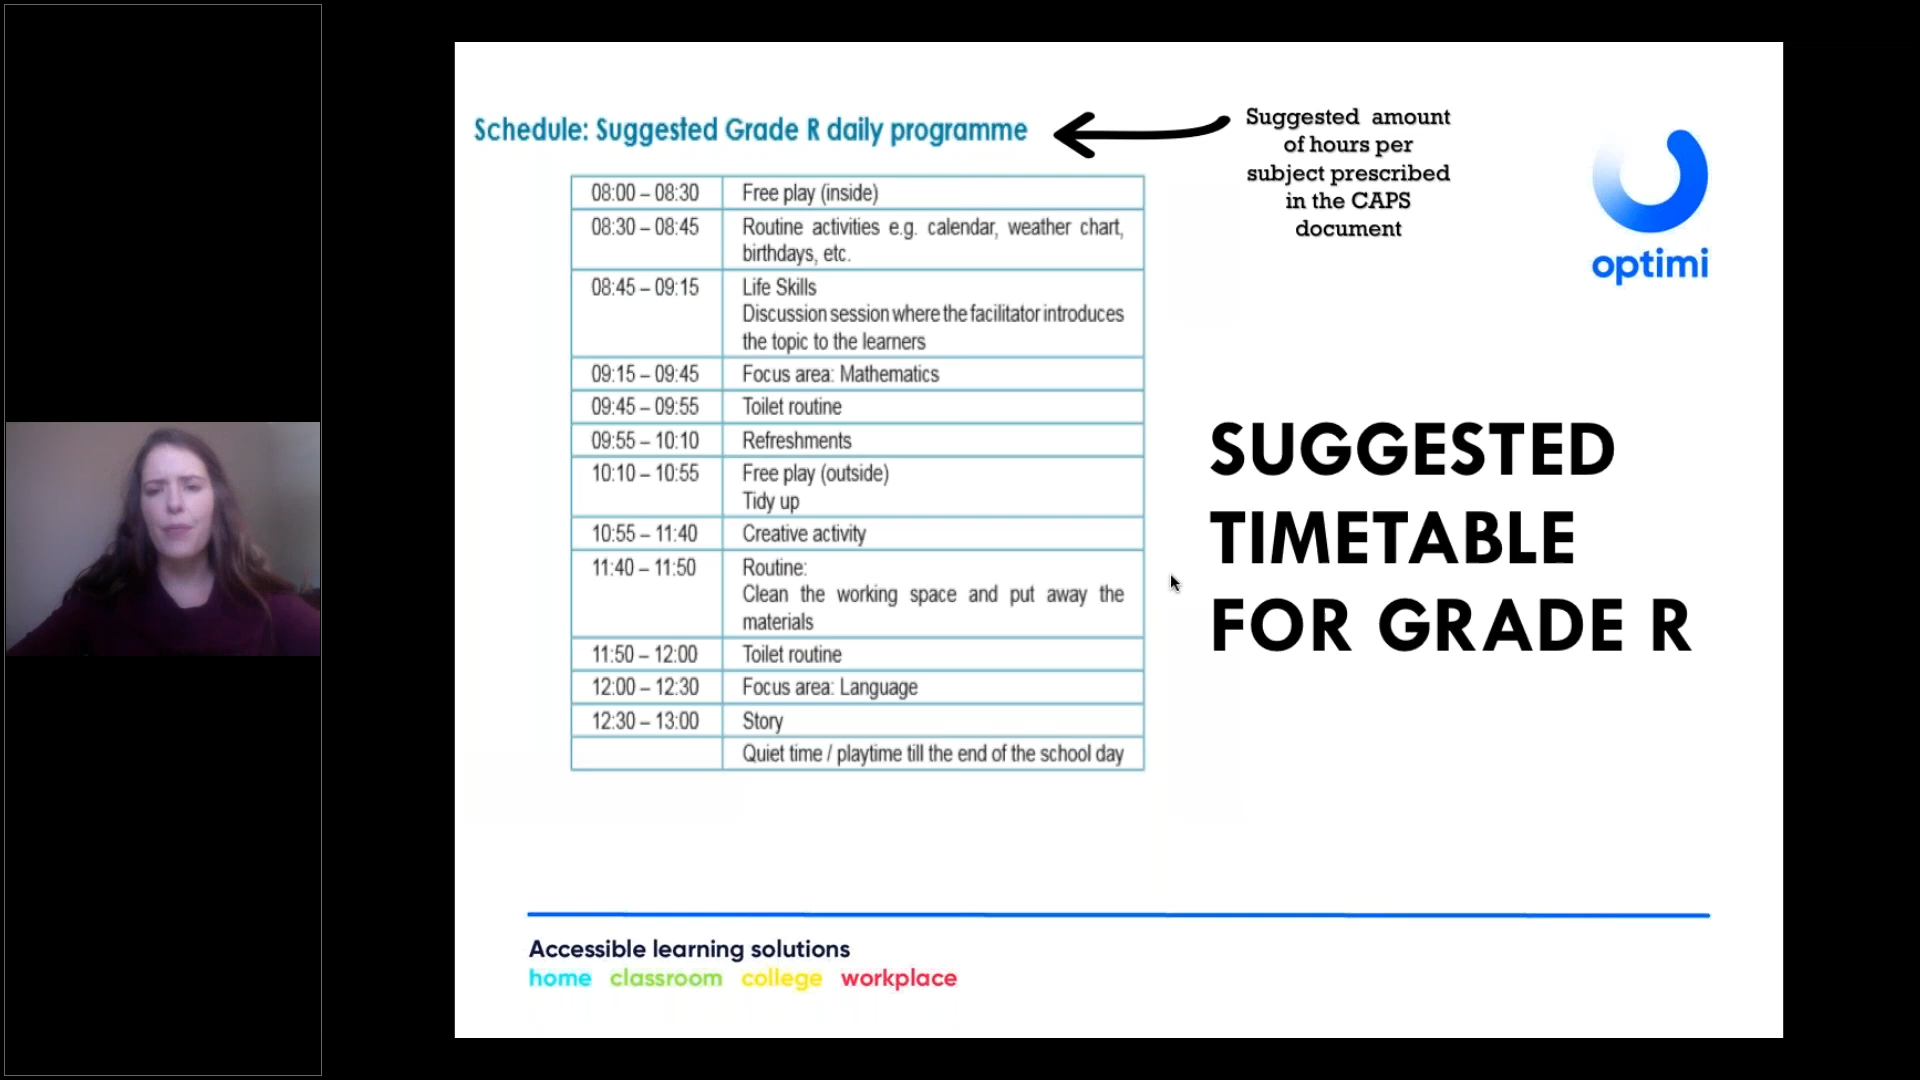 Schedule: Suggested Grade R daily programme
Suggested amount
of hours per
subject prescribed
in the CAPS
document
optimi
08:00 – 08:30 Free play (inside)
08:30 – 08:45 Routine activities e.g. calendar, weather chart,
birthdays, etc.
08:45 – 09:15 Life Skills
Discussion session where the facilitator introduces
the topic to the learners
09:15 – 09:45 Focus area: Mathematics
09:45 – 09:55 Toilet routine
09:55 – 10:10 Refreshments
10:10 – 10:55 Free play (outside)
Tidy up
10:55 – 11:40 Creative activity
11:40 – 11:50 Routine:
Clean the working space and put away the
materials
11:50 – 12:00 Toilet routine
12:00 – 12:30 Focus area: Language
12:30 – 13:00 Story
Quiet time / playtime till the end of the school day
SUGGESTED
TIMETABLE
FOR GRADE R
Accessible learning solutions
home classroom college workplace